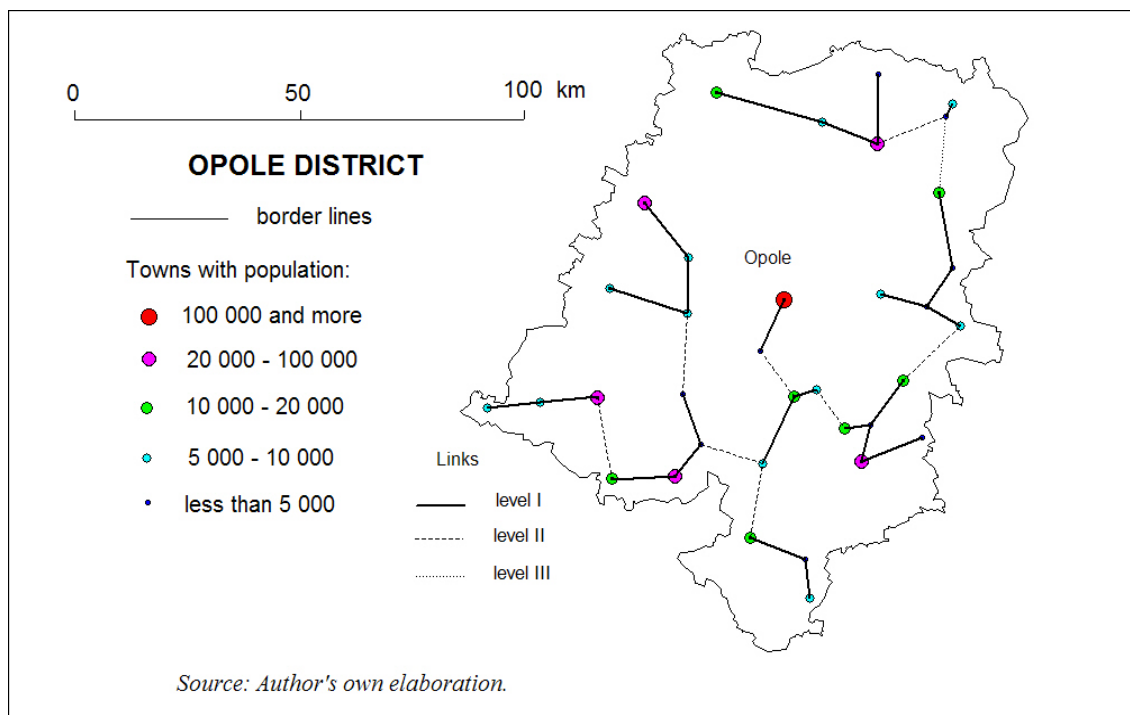 0 50 100 km
OPOLE DISTRICT
border lines
Towns with population:
100 000 and more
20 000 - 100 000
10 000 - 20 000
5 000 - 10 000
less than 5 000
Links
level I
level II
level III
Opole
Source: Author's own elaboration.